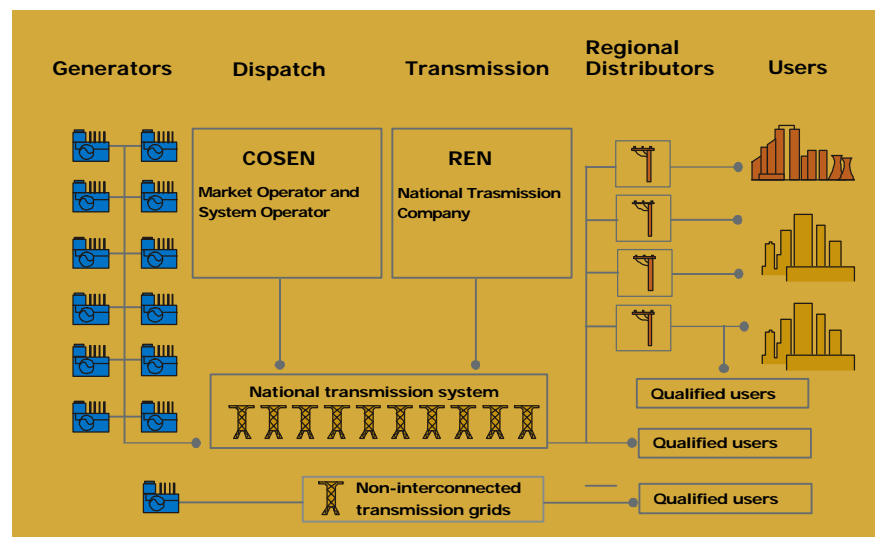 Generators
Dispatch
Transmission
Regional
Distributors
Users
COSEN
Market Operator and
System Operator
REN
National Trasmission
Company
National transmission system
Qualified users
Qualified users
Non-interconnected
transmission grids
Qualified users